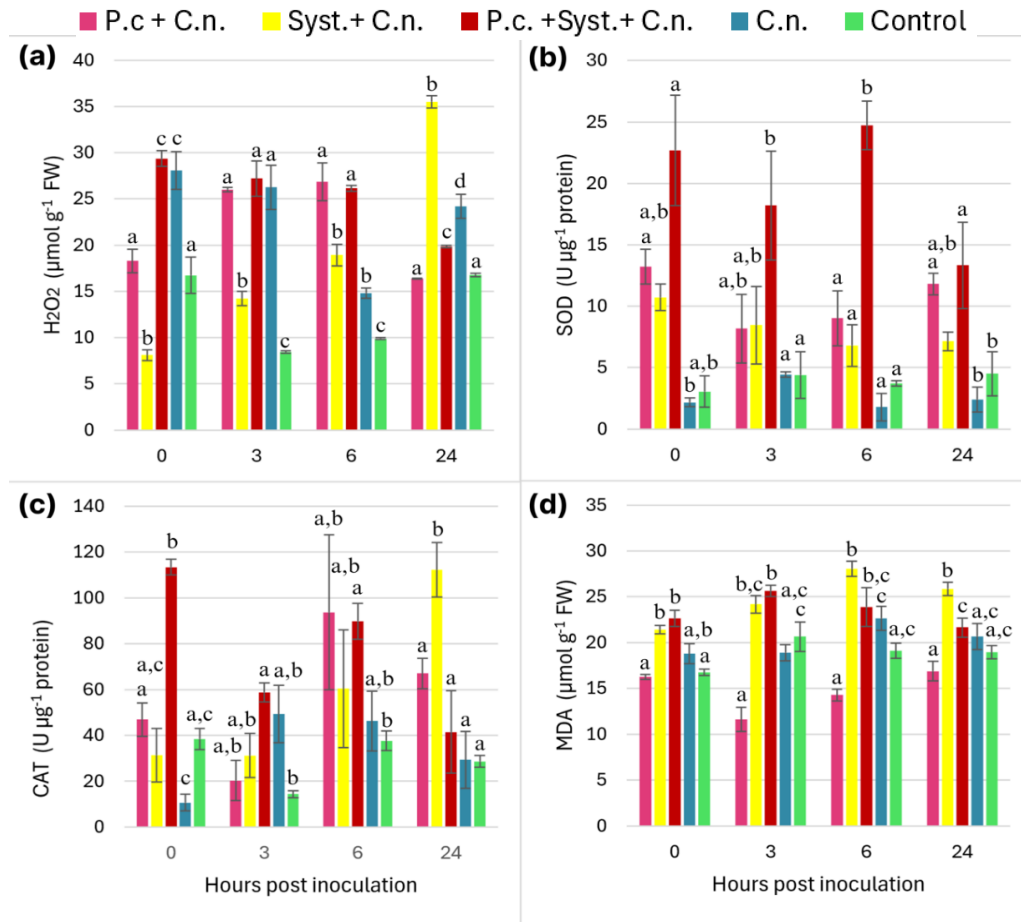 P.c + C.n. Syst.+ C.n. P.c. +Syst.+ C.n. C.n. Control
(a)
H2O2 (µmol g-1 FW)
40
35
30
25
20
15
10
5
0
a b c c a
a b a a c
a b a b c
a b c d a
0 3 6 24
(b)
SOD (U µg-1 protein)
30
25
20
15
10
5
0
a a,b a b a,b
a,b a,b b a a
a a b a a
a,b a a b b
0 3 6 24
(c)
CAT (U µg-1 protein)
140
120
100
80
60
40
20
0
a a,c b c a,c
a,b a,b a a,b b
a,b a,b a a,b b
a b a a a
0 3 6 24
Hours post inoculation
(d)
MDA (µmol g-1 FW)
35
30
25
20
15
10
5
0
a b b a,b a
a b,c b a,c c
a b b,c c a,c
a b c a,c a,c
0 3 6 24
Hours post inoculation